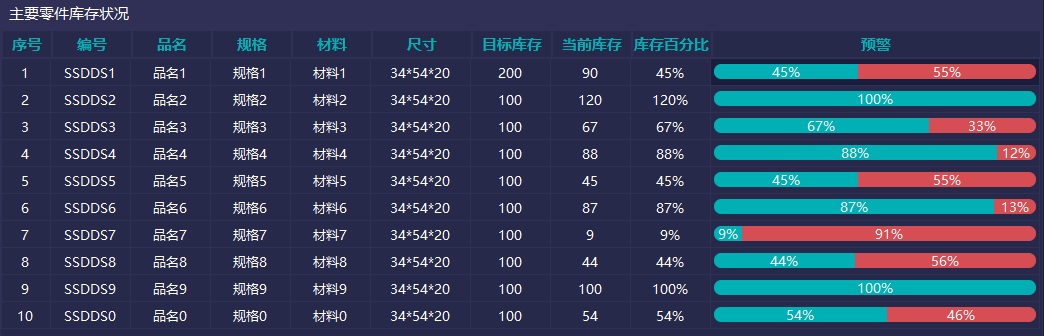 主要零件库存状况
序号 编号 品名 规格 材料 尺寸 目标库存 当前库存 库存百分比 预警
1 SSDDS1 品名1 规格1 材料1 34*54*20 200 90 45% 45% 55%
2 SSDDS2 品名2 规格2 材料2 34*54*20 100 120 120% 100%
3 SSDDS3 品名3 规格3 材料3 34*54*20 100 67 67% 67% 33%
4 SSDDS4 品名4 规格4 材料4 34*54*20 100 88 88% 88% 12%
5 SSDDS5 品名5 规格5 材料5 34*54*20 100 45 45% 45% 55%
6 SSDDS6 品名6 规格6 材料6 34*54*20 100 87 87% 87% 13%
7 SSDDS7 品名7 规格7 材料7 34*54*20 100 9 9% 9% 91%
8 SSDDS8 品名8 规格8 材料8 34*54*20 100 44 44% 44% 56%
9 SSDDS9 品名9 规格9 材料9 34*54*20 100 100 100% 100%
10 SSDDS0 品名0 规格0 材料0 34*54*20 100 54 54% 54% 46%